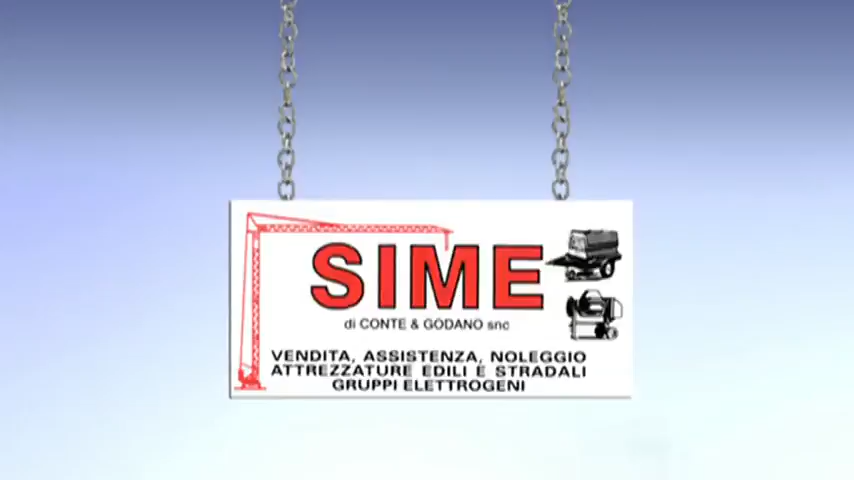 SIME
di CONTE & GODANO snc
VENDITA, ASSISTENZA, NOLEGGIO
ATTREZZATURE EDILI E STRADALI
GRUPPI ELETTROGENI